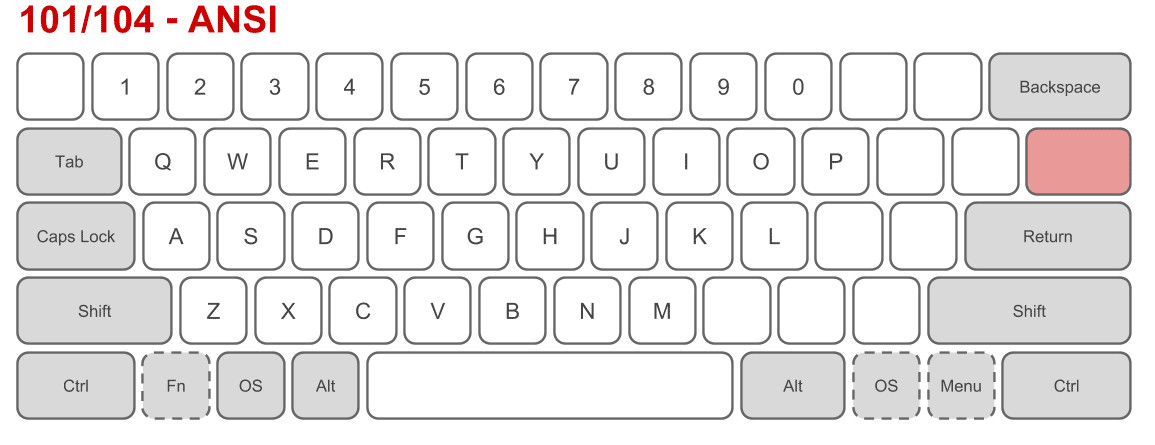 101/104 - ANSI
1 2 3 4 5 6 7 8 9 0 Backspace
Tab Q W E R T Y U I O P
Caps Lock A S D F G H J K L Return
Shift Z X C V B N M Shift
Ctrl Fn OS Alt Alt OS Menu Ctrl